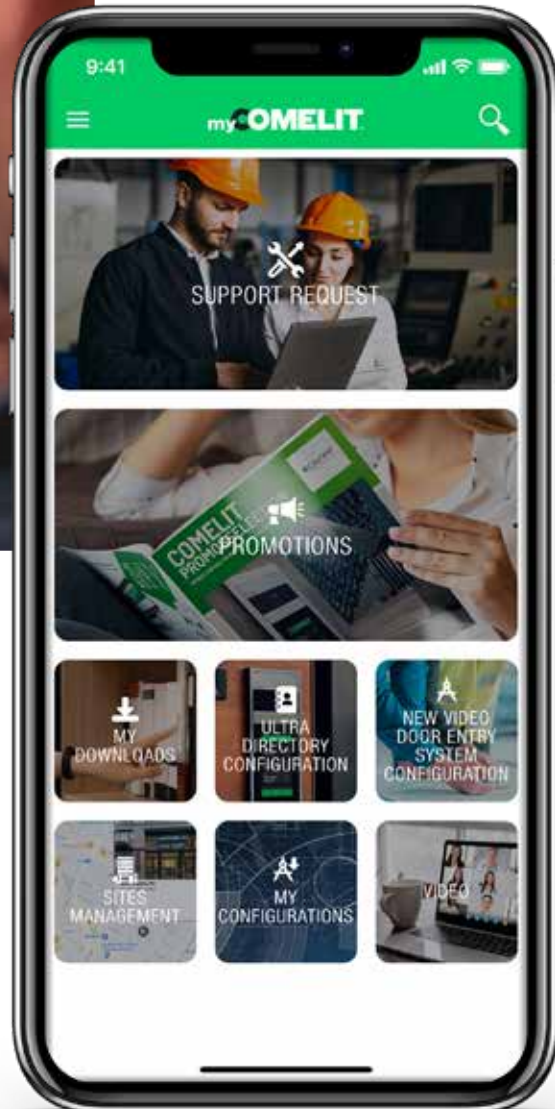 9:41
myCOMELIT
SUPPORT REQUEST
COMELIT
PROMOTIONS
MY
DOWNLOADS
ULTRA
DIRECTORY
CONFIGURATION
NEW VIDEO
DOOR ENTRY
SYSTEM
CONFIGURATION
SITES
MANAGEMENT
MY
CONFIGURATIONS
VIDEO